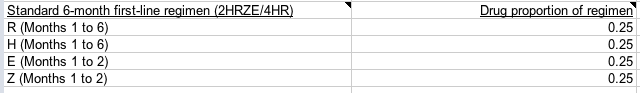 Standard 6-month first-line regimen (2HRZE/4HR) Drug proportion of regimen
R (Months 1 to 6) 0.25
H (Months 1 to 6) 0.25
E (Months 1 to 2) 0.25
Z (Months 1 to 2) 0.25